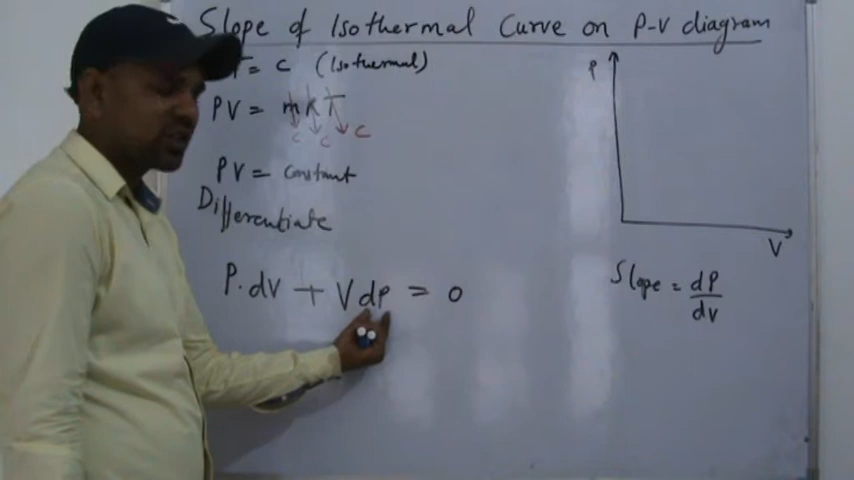 Slope of Isothermal Curve on P-V diagram
T = C (Isothermal)
PV = mRT
C C C
PV = Constant
Differentiate
P.dV + Vdp = 0
P
V
Slope = dP/dV